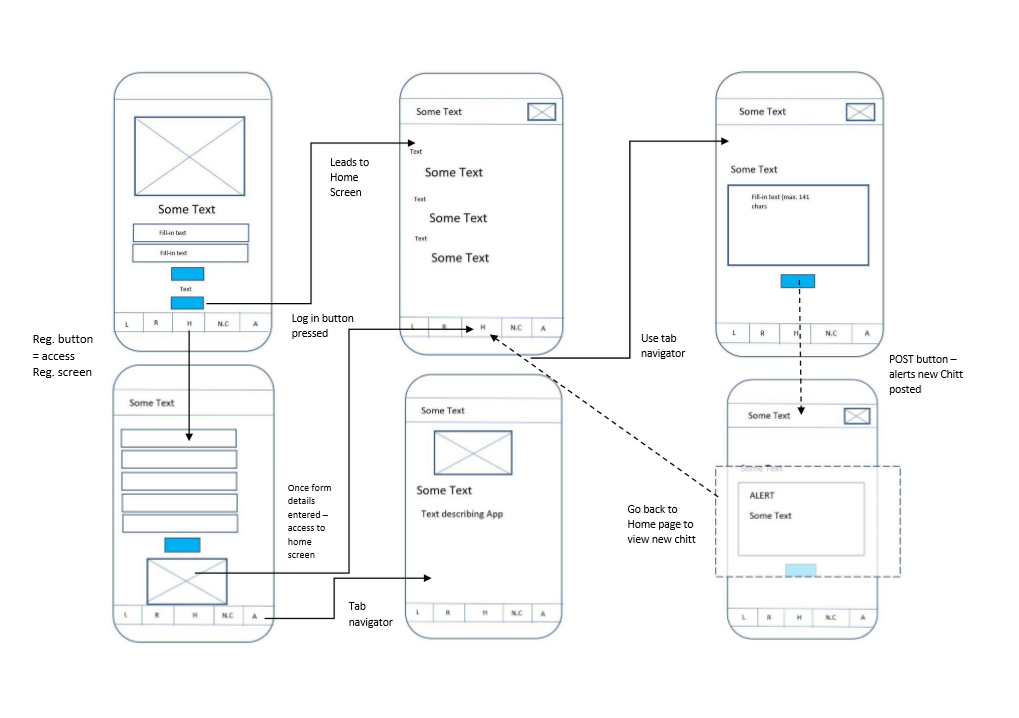 Some Text
Fill-in text
Fill-in text
Text
L R H N.C A
Reg. button
= access
Reg. screen
Leads to
Home
Screen
Log in button
pressed
Some Text
Text
Some Text
Text
Some Text
Text
Some Text
L R H N.C A
Use tab
navigator
Some Text
Some Text
Fill-in text (max. 141
chars
L R H N.C A
POST button –
alerts new Chitt
posted
Some Text
L R H N.C A
Once form
details
entered –
access to
home
screen
Tab
navigator
Some Text
Some Text
Text describing App
L R H N.C A
Go back to
Home page to
view new chitt
Some Text
Some Text
ALERT
Some Text
L R H N.C A